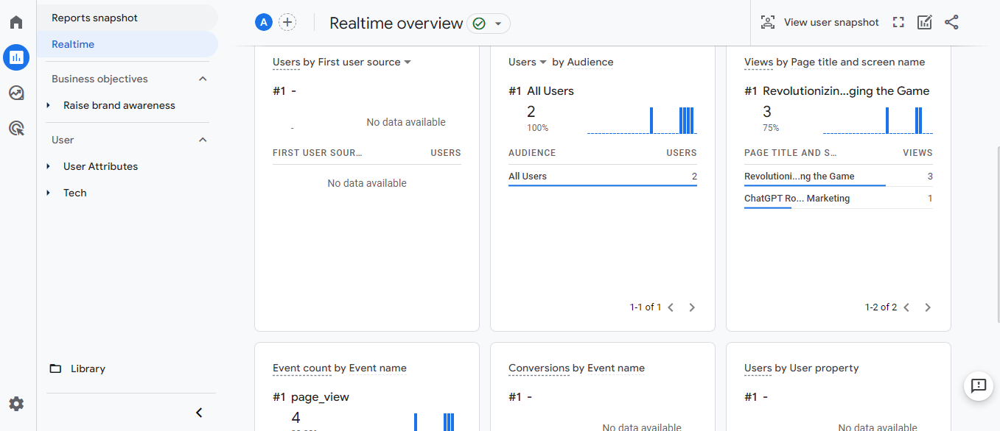 Reports snapshot
Realtime
Business objectives
Raise brand awareness
User
User Attributes
Tech
Library
A
Realtime overview
View user snapshot
Users by First user source
#1 -
-
No data available
FIRST USER SOUR… USERS
No data available
Users by Audience
#1 All Users
2
100%
AUDIENCE USERS
All Users 2
1-1 of 1
Views by Page title and screen name
#1 Revolutionizin...ging the Game
3
75%
PAGE TITLE AND S… VIEWS
Revolutioni...ng the Game 3
ChatGPT Ro... Marketing 1
1-2 of 2
Event count by Event name
#1 page_view
4
Conversions by Event name
#1 -
No data available
Users by User property
#1 -
No data available